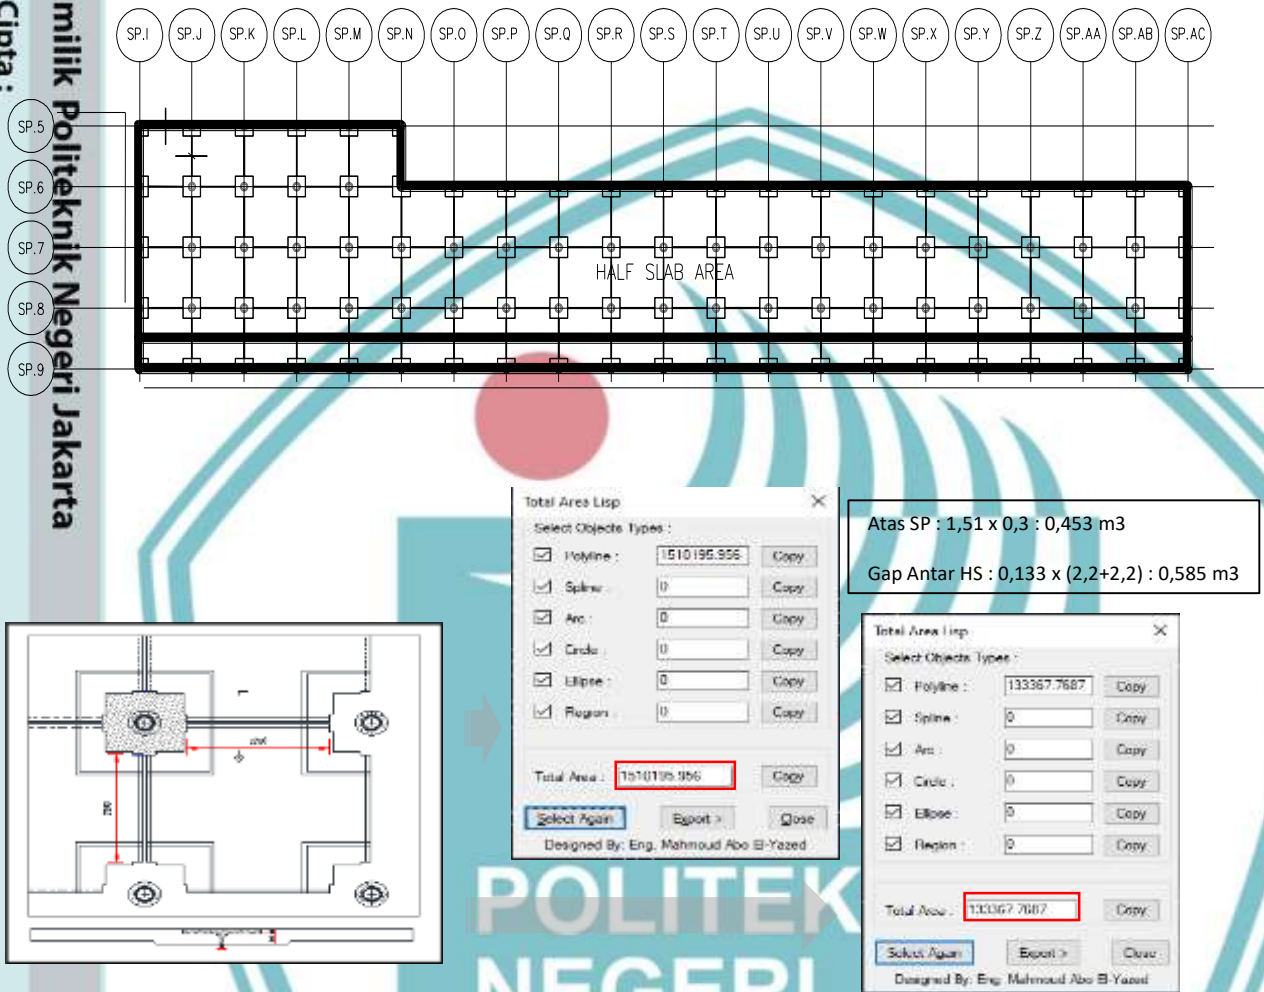 milik Politeknik Negeri Jakarta
Cipta :
SP.I SP.J SP.K SP.L SP.M SP.N SP.O SP.P SP.Q SP.R SP.S SP.T SP.U SP.V SP.W SP.X SP.Y SP.Z SP.AA SP.AB SP.AC
SP.5
SP.6
SP.7
HALF SLAB AREA
SP.8
SP.9
Total Area Lisp
Select Objects Types :
Polyline : 1510195.956 Copy
Spline : 0 Copy
Arc : 0 Copy
Circle : 0 Copy
Ellipse : 0 Copy
Region : 0 Copy
Total Area : 1510195.956 Copy
Select Again Export > Close
Designed By: Eng. Mahmoud Abo El-Yazed
Atas SP : 1,51 x 0,3 : 0,453 m3
Gap Antar HS : 0,133 x (2,2+2,2) : 0,585 m3
Total Area Lisp
Select Objects Types :
Polyline : 133367.7687 Copy
Spline : 0 Copy
Arc : 0 Copy
Circle : 0 Copy
Ellipse : 0 Copy
Region : 0 Copy
Total Area : 133367.7687 Copy
Select Again Export > Close
Designed By: Eng. Mahmoud Abo El-Yazed
POLITEK
NEGERI